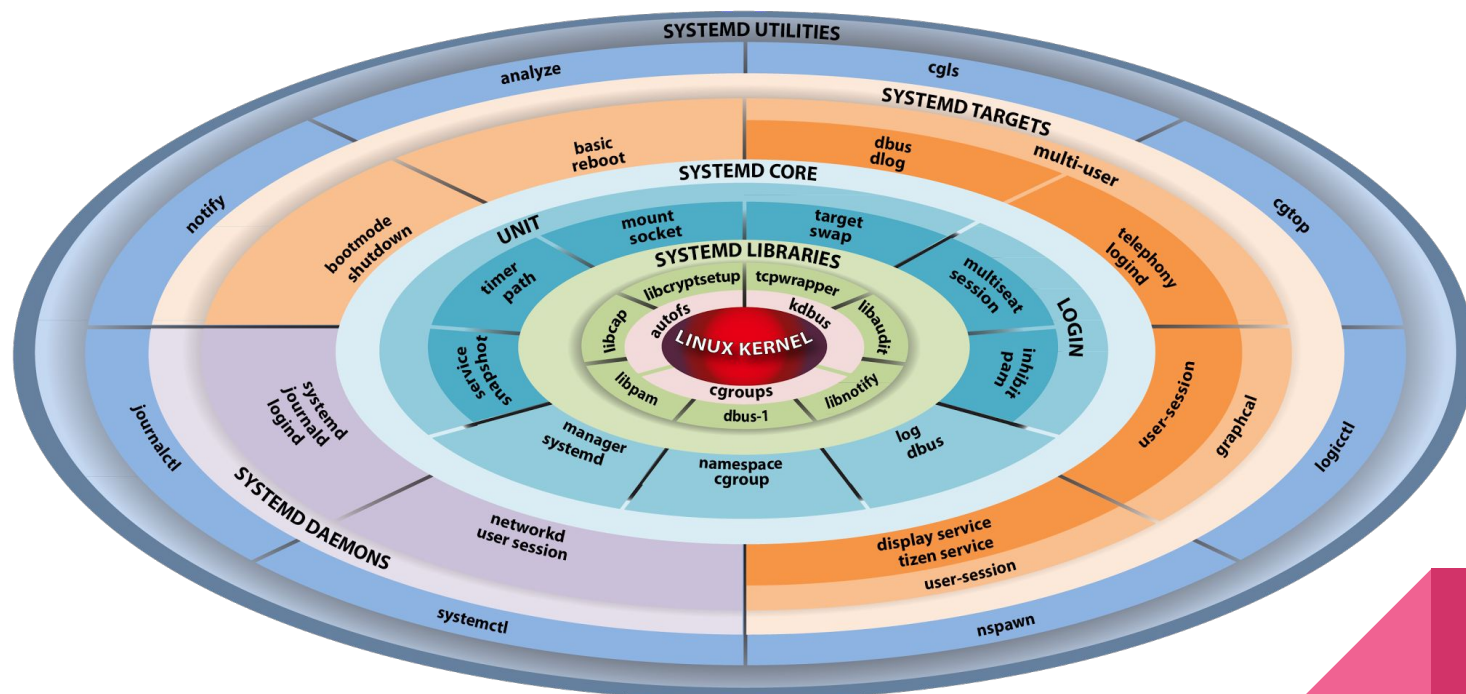 SYSTEMD UTILITIES
analyze
cgls
notify
cgtop
journalctl
logicctl
systemctl
nspawn
SYSTEMD TARGETS
basic
reboot
bootmode
shutdown
dbus
dlog
multi-user
telephony
logind
user-session
graphcal
display service
tizen service
user-session
SYSTEMD DAEMONS
systemd
journald
logind
networkd
user session
SYSTEMD CORE
UNIT
mount
socket
target
swap
timer
path
service
snapshot
multiseat
session
LOGIN
inhibit
pam
manager
systemd
namespace
cgroup
log
dbus
SYSTEMD LIBRARIES
libcryptsetup
tcpwrapper
libcap
libaudit
libpam
dbus-1
libnotify
autofs
kdbus
cgroups
LINUX KERNEL